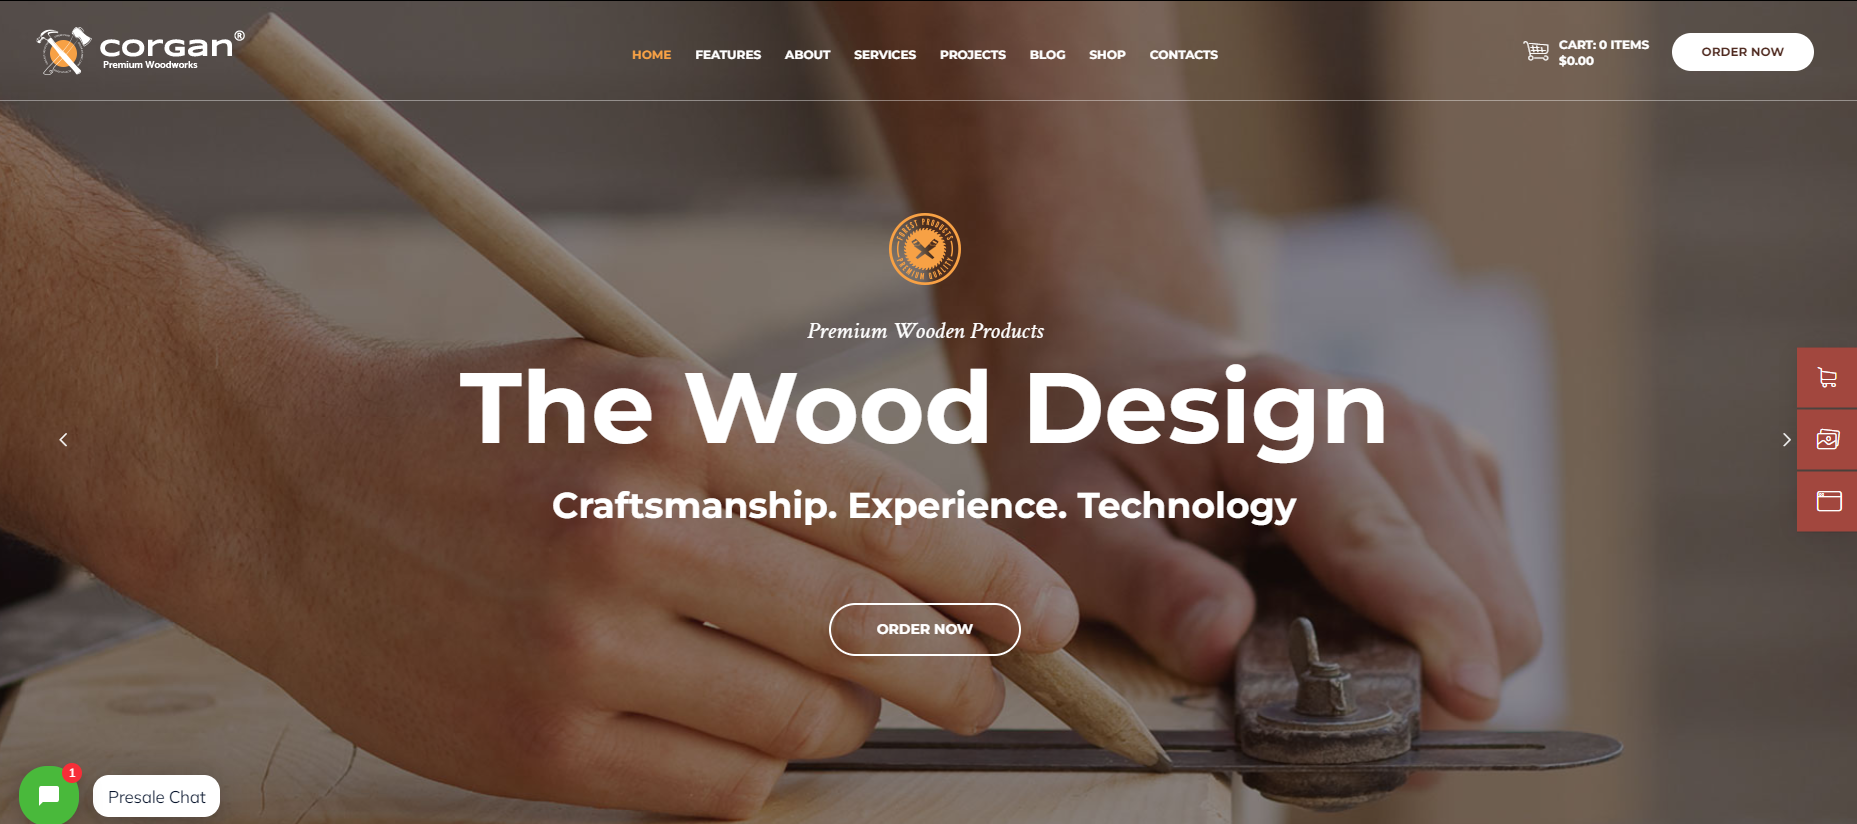 corgan®
Premium Woodworks
HOME FEATURES ABOUT SERVICES PROJECTS BLOG SHOP CONTACTS
CART: 0 ITEMS
$0.00
ORDER NOW
FOREST PRODUCTS
PREMIUM QUALITY
Premium Wooden Products
The Wood Design
Craftsmanship. Experience. Technology
ORDER NOW
1
Presale Chat